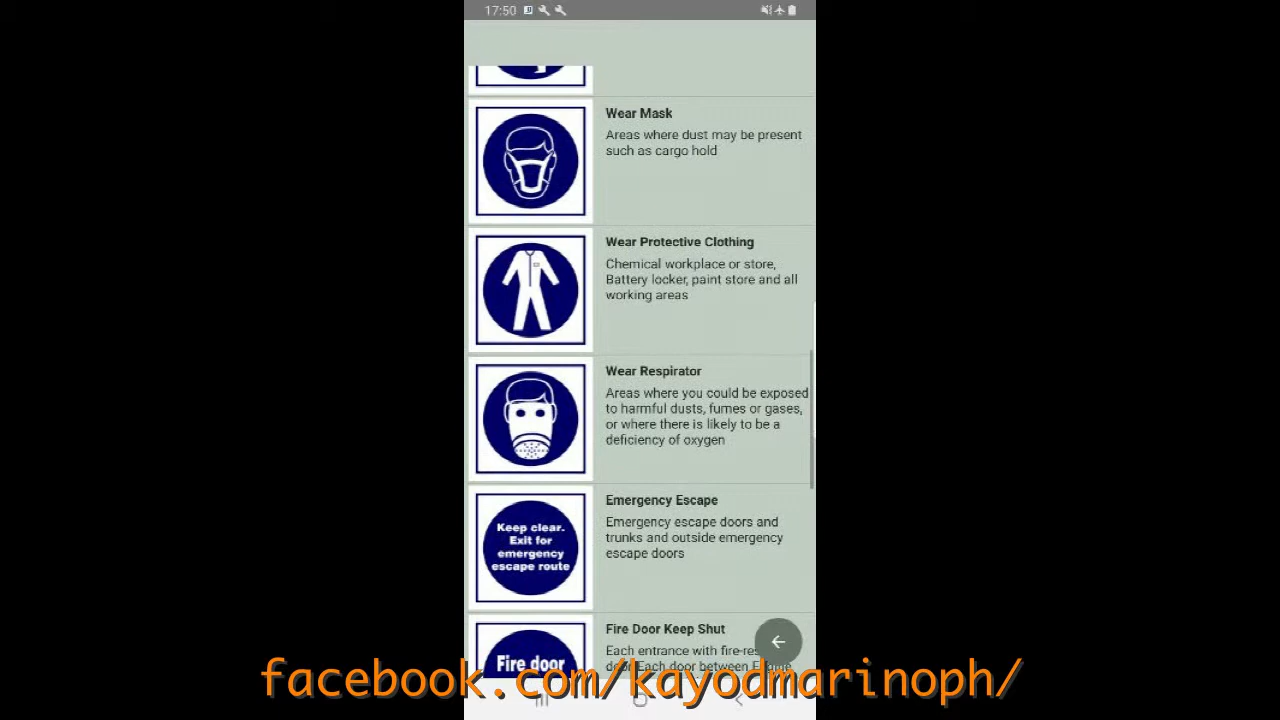 17:50
Wear Mask
Areas where dust may be present
such as cargo hold
Wear Protective Clothing
Chemical workplace or store,
Battery locker, paint store and all
working areas
Wear Respirator
Areas where you could be exposed
to harmful dusts, fumes or gases,
or where there is likely to be a
deficiency of oxygen
Keep clear.
Exit for
emergency
escape route
Emergency Escape
Emergency escape doors and
trunks and outside emergency
escape doors
Fire door
Fire Door Keep Shut
Each entrance with
door Each door between
facebook.com/kayodmarinoph/